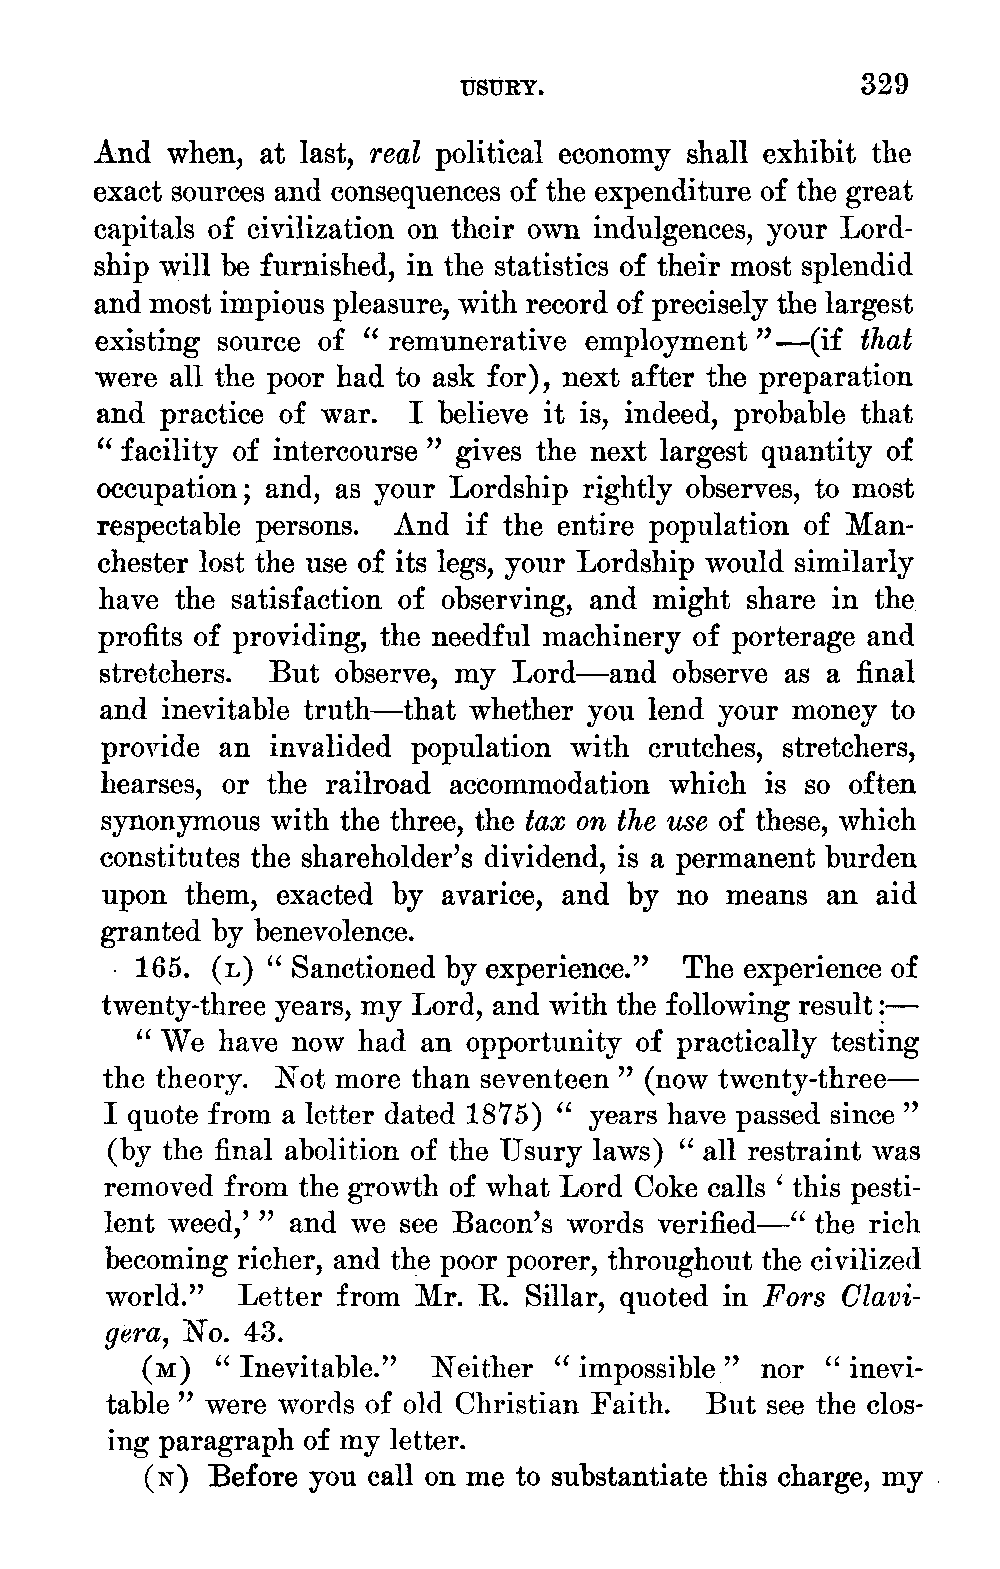 USURY. 329
And when, at last, real political economy shall exhibit the
exact sources and consequences of the expenditure of the great
capitals of civilization on their own indulgences, your Lord-
ship will be furnished, in the statistics of their most splendid
and most impious pleasure, with record of precisely the largest
existing source of “ remunerative employment ”—(if that
were all the poor had to ask for), next after the preparation
and practice of war. I believe it is, indeed, probable that
“ facility of intercourse ” gives the next largest quantity of
occupation; and, as your Lordship rightly observes, to most
respectable persons. And if the entire population of Man-
chester lost the use of its legs, your Lordship would similarly
have the satisfaction of observing, and might share in the
profits of providing, the needful machinery of porterage and
stretchers. But observe, my Lord—and observe as a final
and inevitable truth—that whether you lend your money to
provide an invalided population with crutches, stretchers,
hearses, or the railroad accommodation which is so often
synonymous with the three, the tax on the use of these, which
constitutes the shareholder’s dividend, is a permanent burden
upon them, exacted by avarice, and by no means an aid
granted by benevolence.
165. (L) “ Sanctioned by experience.” The experience of
twenty-three years, my Lord, and with the following result :—
“ We have now had an opportunity of practically testing
the theory. Not more than seventeen ” (now twenty-three—
I quote from a letter dated 1875) “ years have passed since ”
(by the final abolition of the Usury laws) “ all restraint was
removed from the growth of what Lord Coke calls ‘ this pesti-
lent weed,’ ” and we see Bacon’s words verified—“ the rich
becoming richer, and the poor poorer, throughout the civilized
world.” Letter from Mr. R. Sillar, quoted in Fors Clavi-
gera, No. 43.
(M) “ Inevitable.” Neither “ impossible ” nor “ inevi-
table ” were words of old Christian Faith. But see the clos-
ing paragraph of my letter.
(N) Before you call on me to substantiate this charge, my